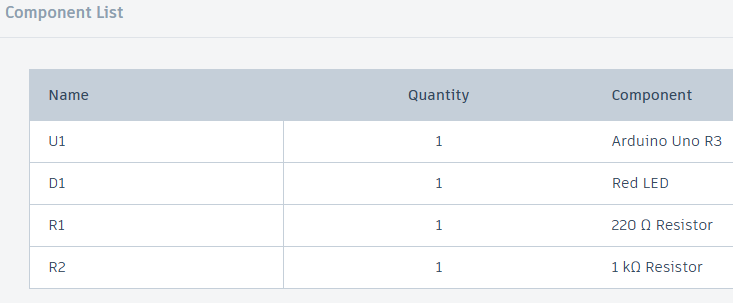 Component List
Name Quantity Component
U1 1 Arduino Uno R3
D1 1 Red LED
R1 1 220 Ω Resistor
R2 1 1 kΩ Resistor